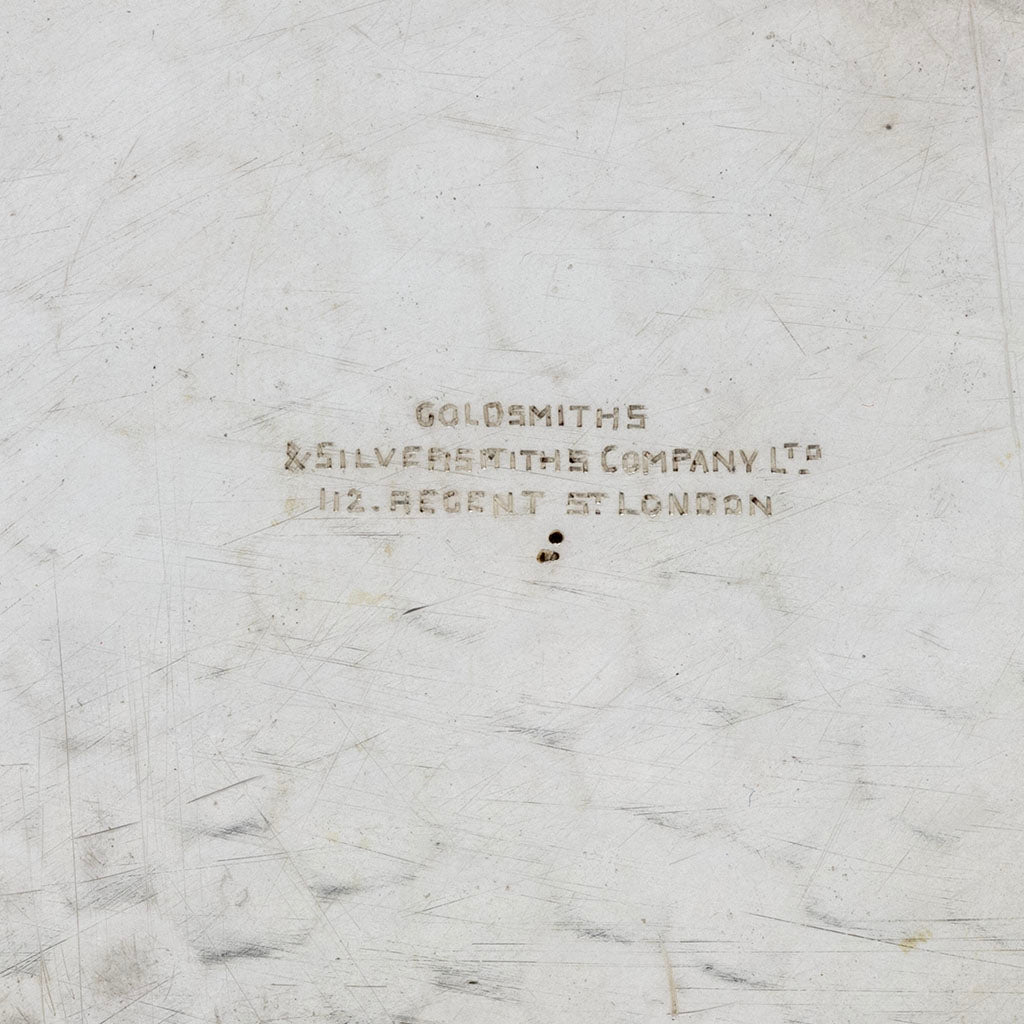 GOLDSMITHS
& SILVERSMITHS COMPANY LTD
112. REGENT ST. LONDON